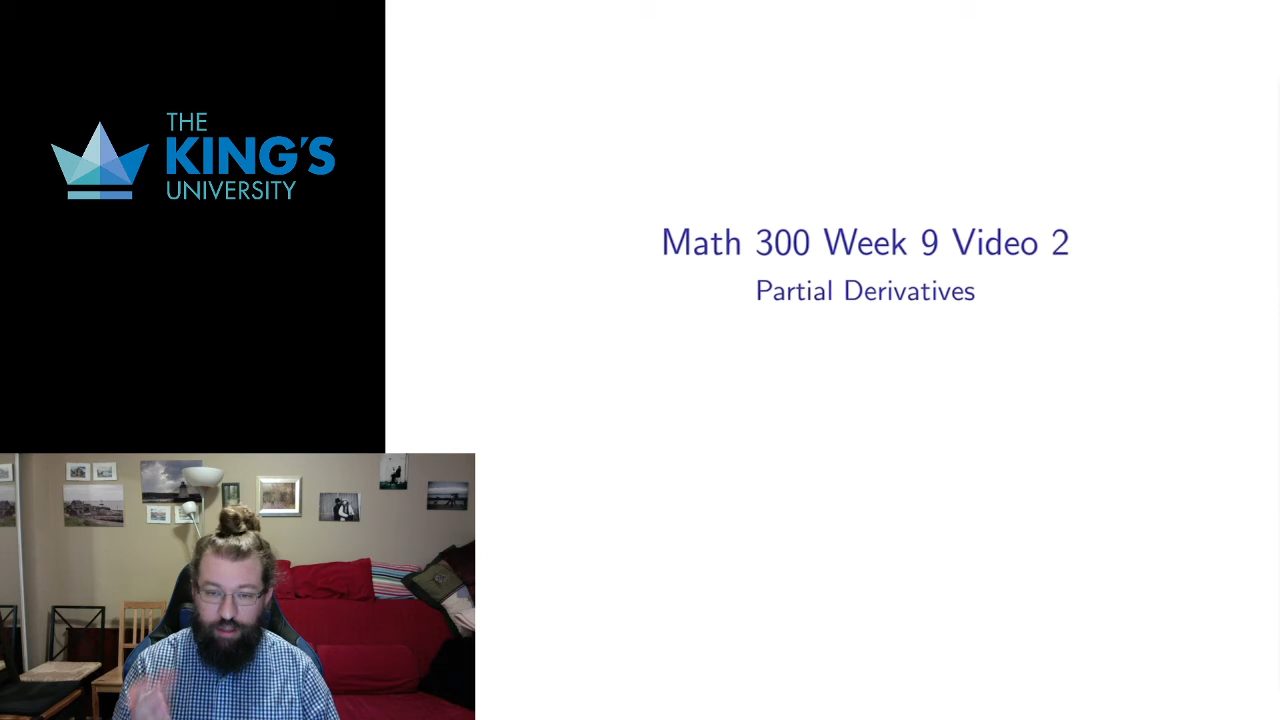 THE
KING'S
UNIVERSITY
Math 300 Week 9 Video 2
Partial Derivatives